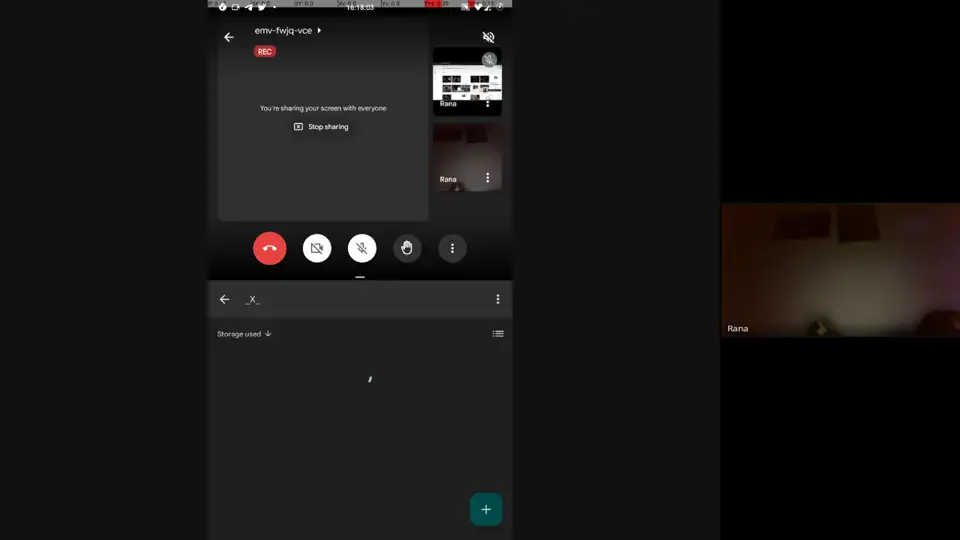 16:18:03
emv-fwjq-vce
REC
You're sharing your screen with everyone
Stop sharing
Rana
Rana
_X_
Storage used
Rana